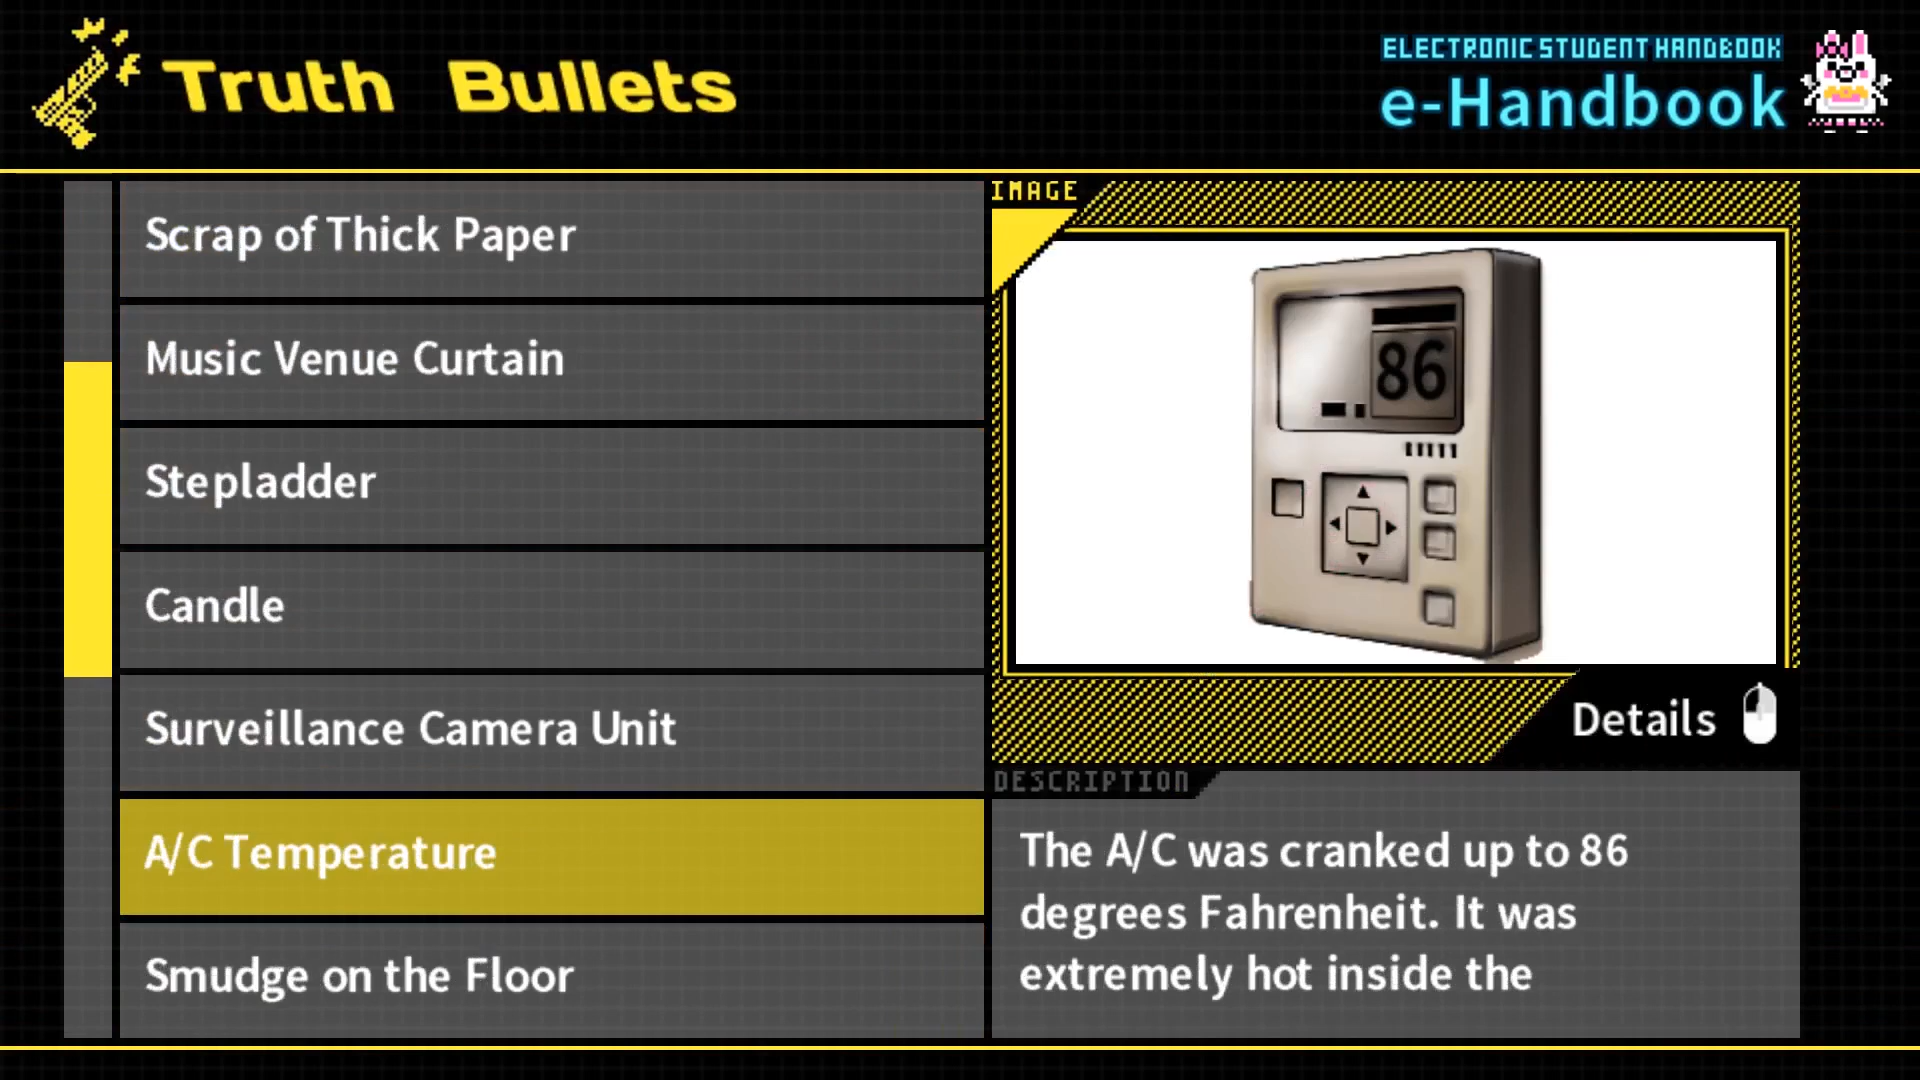 Truth Bullets
ELECTRONIC STUDENT HANDBOOK
e-Handbook
Scrap of Thick Paper
Music Venue Curtain
Stepladder
Candle
Surveillance Camera Unit
A/C Temperature
Smudge on the Floor
IMAGE
86
Details
DESCRIPTION
The A/C was cranked up to 86
degrees Fahrenheit. It was
extremely hot inside the